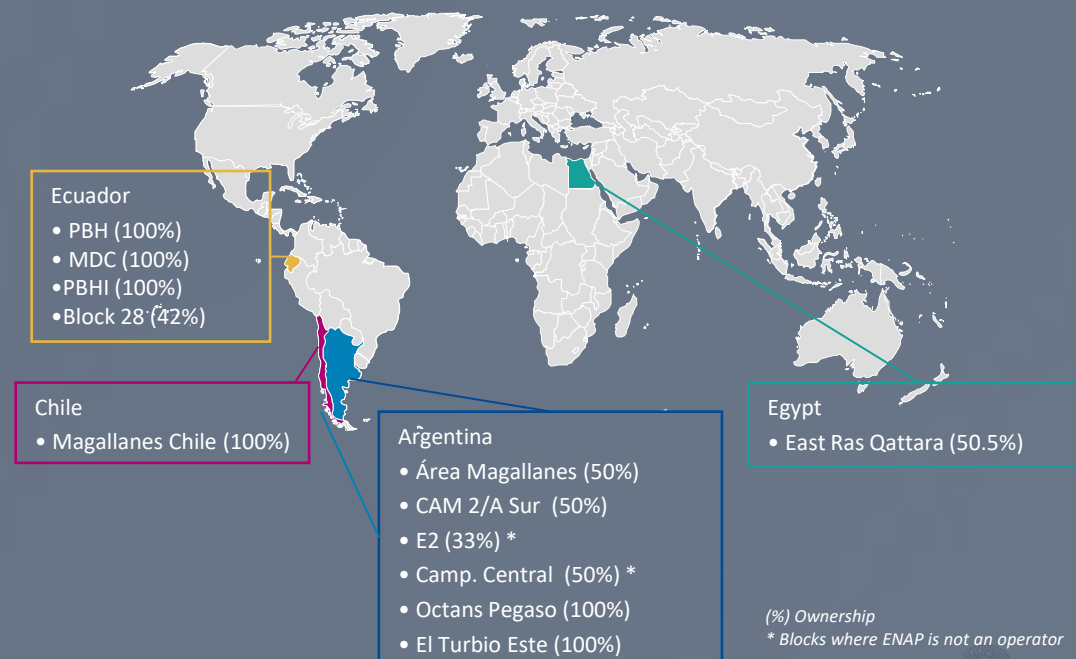 Ecuador
• PBH (100%)
• MDC (100%)
•PBHI (100%)
•Block 28 (42%)
Chile
• Magallanes Chile (100%)
Argentina
• Área Magallanes (50%)
• CAM 2/A Sur (50%)
• E2 (33%) *
• Camp. Central (50%) *
• Octans Pegaso (100%)
• El Turbio Este (100%)
Egypt
• East Ras Qattara (50.5%)
(%) Ownership
* Blocks where ENAP is not an operator